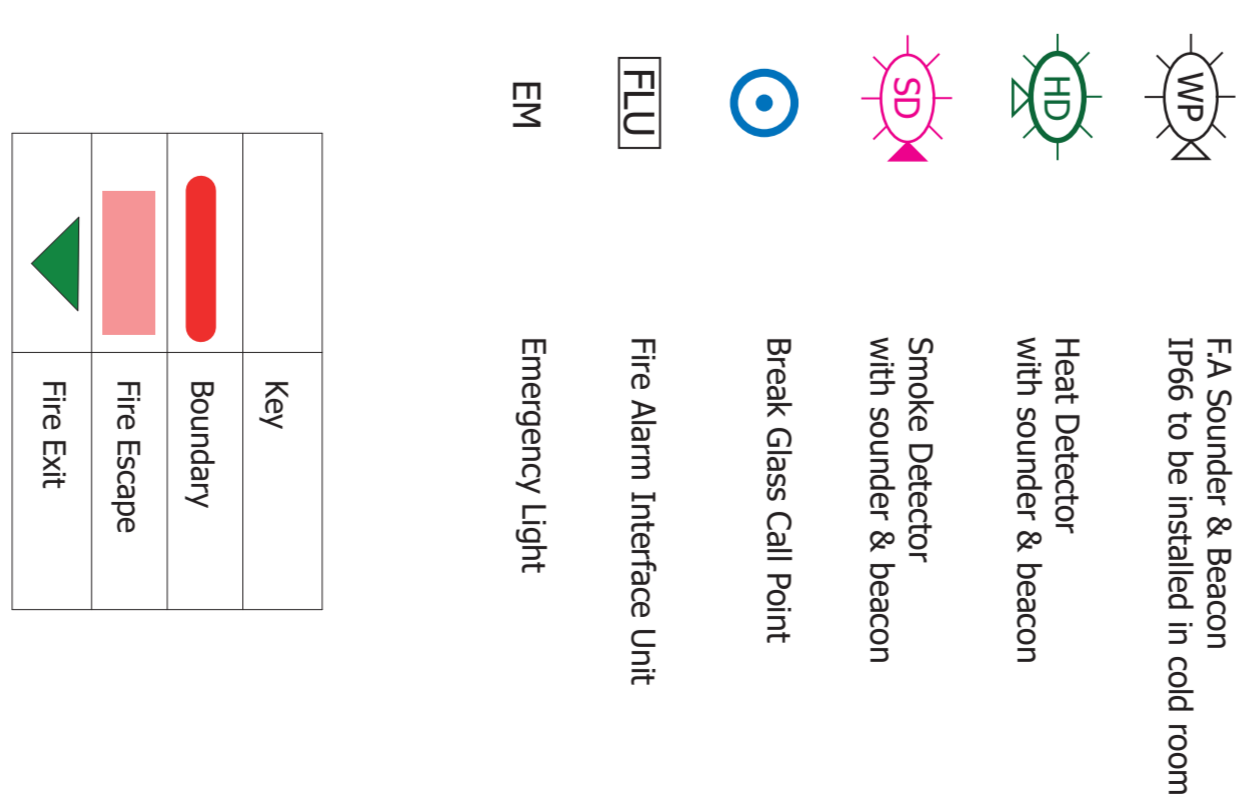 WP
F.A Sounder & Beacon
IP66 to be installed in cold room
HD
Heat Detector
with sounder & beacon
SD
Smoke Detector
with sounder & beacon
Break Glass Call Point
FLU
Fire Alarm Interface Unit
EM
Emergency Light
Key
Boundary
Fire Escape
Fire Exit